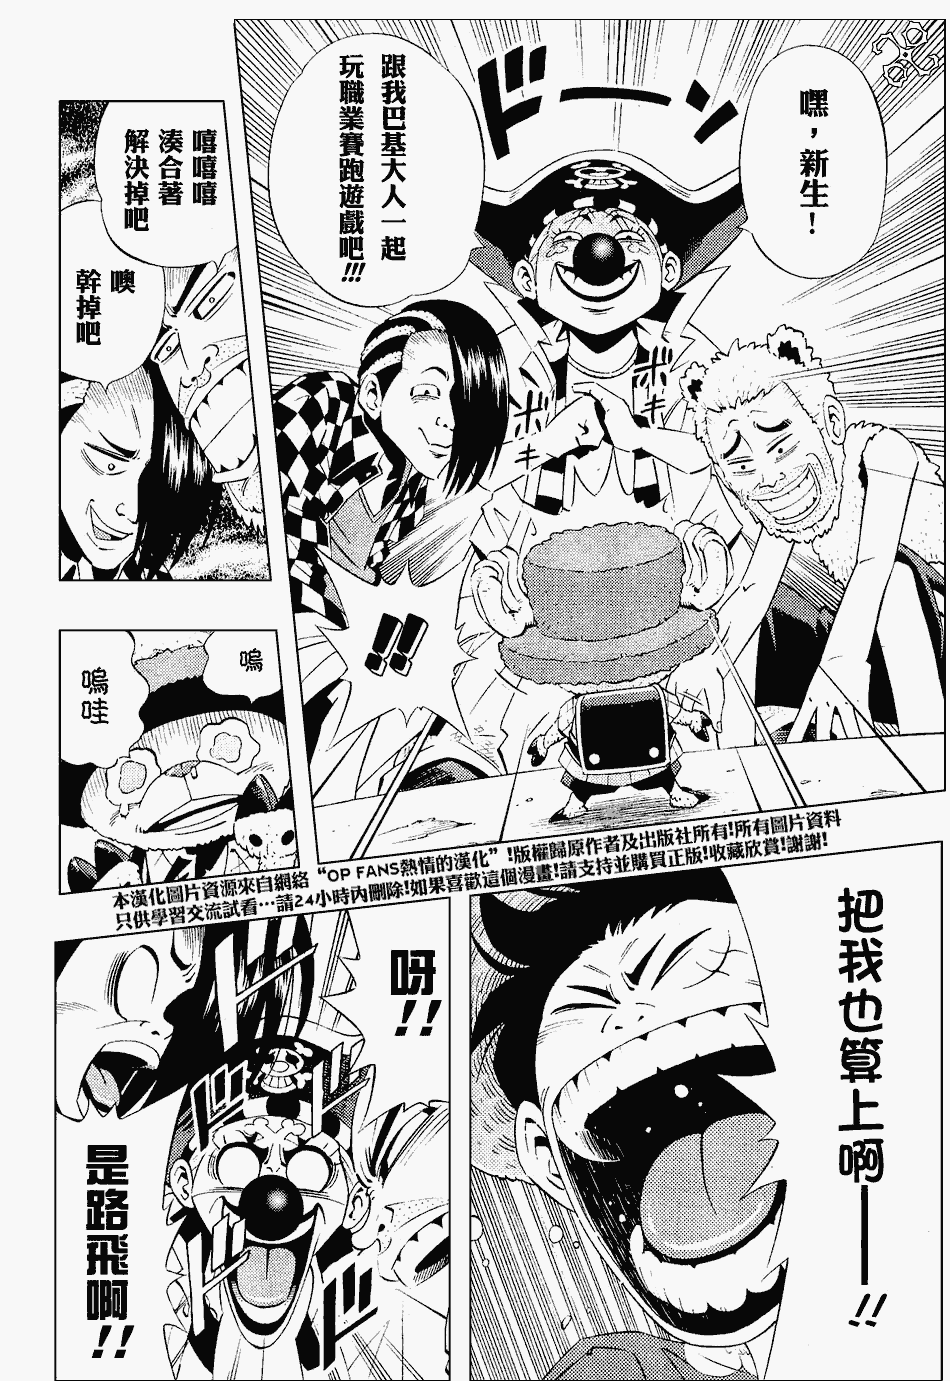 嘿，新生！
ドーン
跟我巴基大人一起
玩職業賽跑遊戲吧!!!
ボキ
ボキ
!!
嘻嘻嘻
湊合著
解決掉吧
噢
幹掉吧
嗚
嗚
哇
本漢化圖片資源來自網絡“OP FANS熱情的漢化”!版權歸原作者及出版社所有!所有圖片資料
只供學習交流試看…請24小時內刪除!如果喜歡這個漫畫!請支持並購買正版!收藏欣賞!謝謝!
把我也算上啊——!!
呀!!
是路飛啊!!